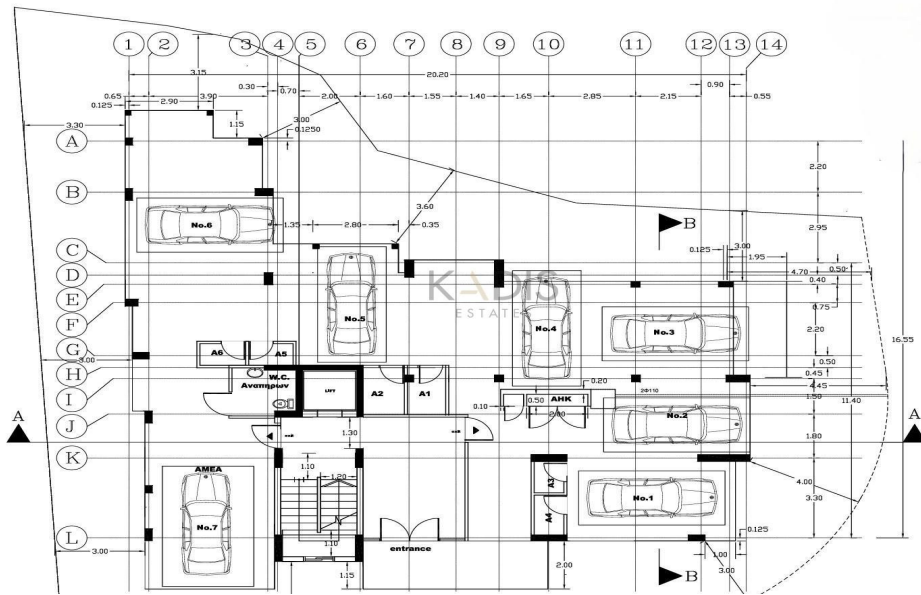 1 2 3 4 5 6 7 8 9 10 11 12 13 14
20.20
3.15
0.30 0.70
0.90
0.65 3.90 2.00 1.60 1.55 1.40 1.65 2.85 2.15 0.55
2.90
0.125
3.30
1.15
3.00
0.1250
A
2.20
B
3.60
No.6
1.35 2.80 0.35
B
2.95
C
0.125 3.00
1.95
0.50
D
4.70
0.40
E
KADIS
ESTATES
0.75
F
No.5
No.4
No.3
2.20
16.55
G
A6 A5
3.00
0.50
H
W.C.
Αναπηρων
LIFT
A2 A1
0.20
0.45
I
4.45
0.50
AHK
2Φ110
1.50
11.40
0.10
2.00
J
No.2
A
A
1.30
1.80
K
1.10
1.20
AMEA
4.00
A3
3.30
No.1
A4
No.7
0.125
L
1.10
entrance
1.00
3.00
3.00
2.00
1.15
B